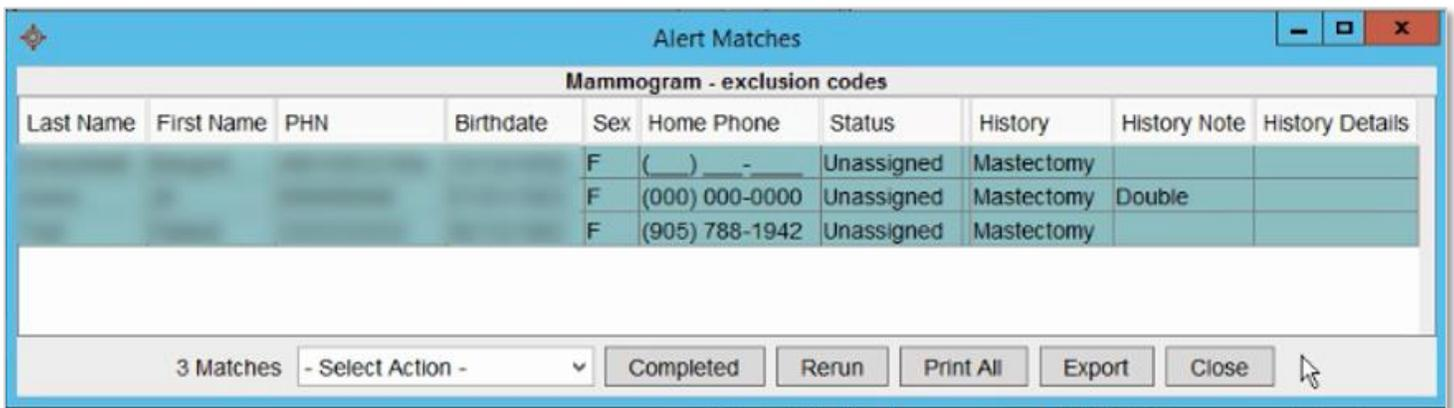 Alert Matches
Mammogram - exclusion codes
Last Name First Name PHN Birthdate Sex Home Phone Status History History Note History Details
F (__) ___-____ Unassigned Mastectomy
F (000) 000-0000 Unassigned Mastectomy Double
F (905) 788-1942 Unassigned Mastectomy
3 Matches - Select Action - Completed Rerun Print All Export Close